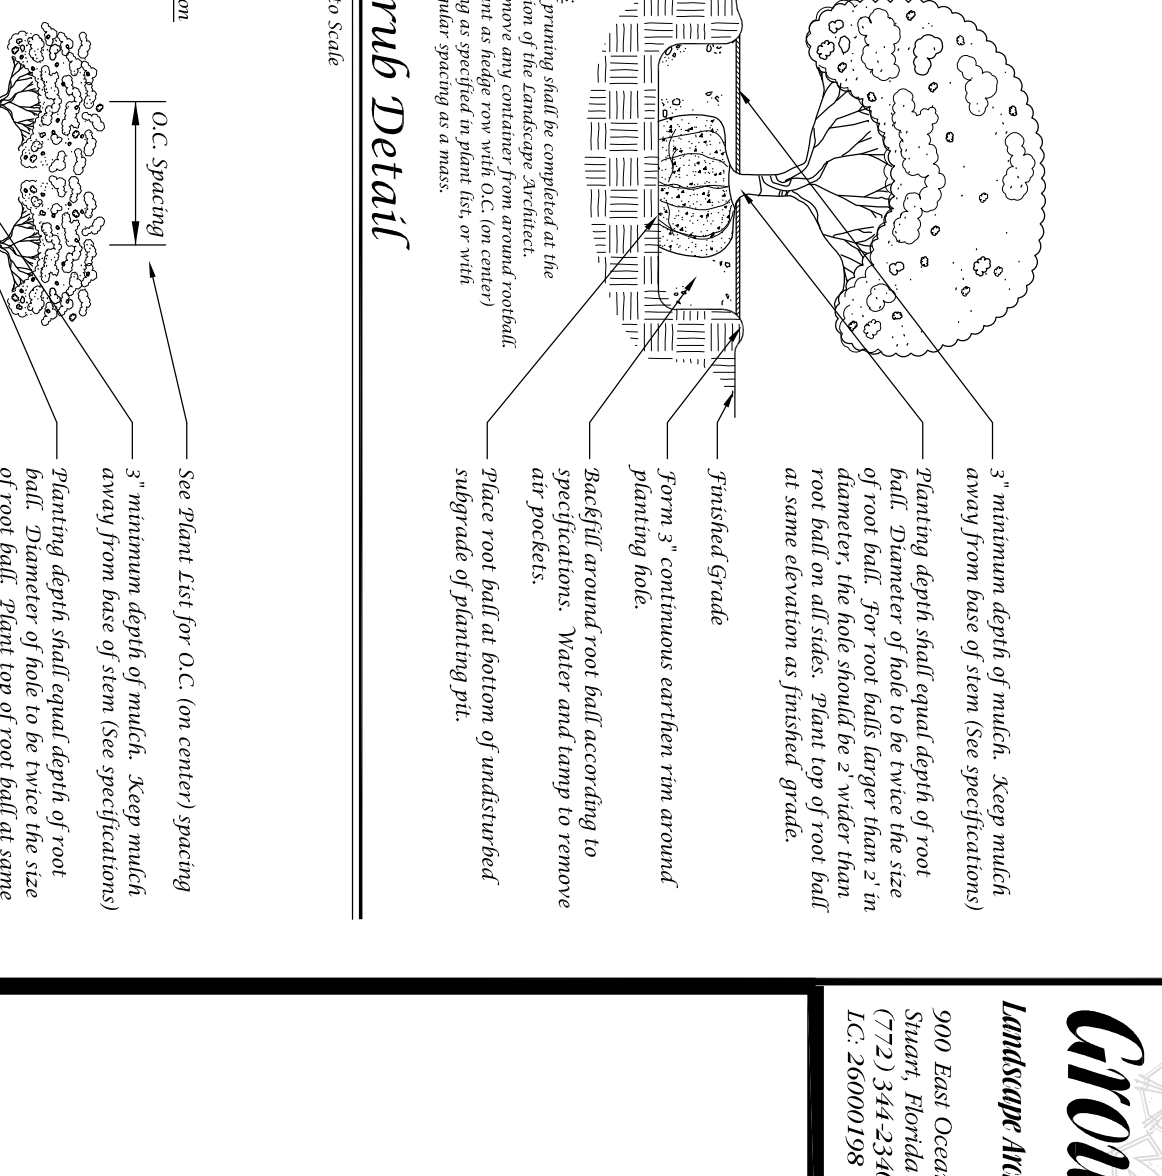 3" minimum depth of mulch. Keep mulch
away from base of stem (See specifications)
Planting depth shall equal depth of root
ball. Diameter of hole to be twice the size
of root ball. For root balls larger than 2' in
diameter, the hole should be 2' wider than
root ball on all sides. Plant top of root ball
at same elevation as finished grade.
Finished Grade
Form 3" continuous earthen rim around
planting hole.
Backfill around root ball according to
specifications. Water and tamp to remove
air pockets.
Place root ball at bottom of undisturbed
subgrade of planting pit.
pruning shall be completed at the
ion of the Landscape Architect.
move any container from around rootball.
nt as hedge row with O.C. (on center)
ng as specified in plant list, or with
gular spacing as a mass.
rub Detail
to Scale
on
O.C. Spacing
See Plant List for O.C. (on center) spacing
3" minimum depth of mulch. Keep mulch
away from base of stem (See specifications)
Planting depth shall equal depth of root
ball. Diameter of hole to be twice the size
of root ball. Plant top of root ball at same
Grou
Landscape Arc
900 East Ocea
Stuart, Florida
(772) 344-234
LC: 26000198